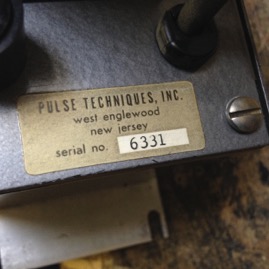 PULSE TECHNIQUES, INC.
west englewood
new jersey
serial no. 6331